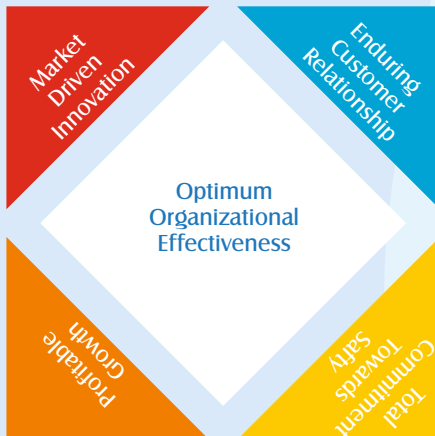 Market
Driven
Innovation
Enduring
Customer
Relationship
Optimum
Organizational
Effectiveness
Profitable
Growth
Total
Commitment
Towards
Safty